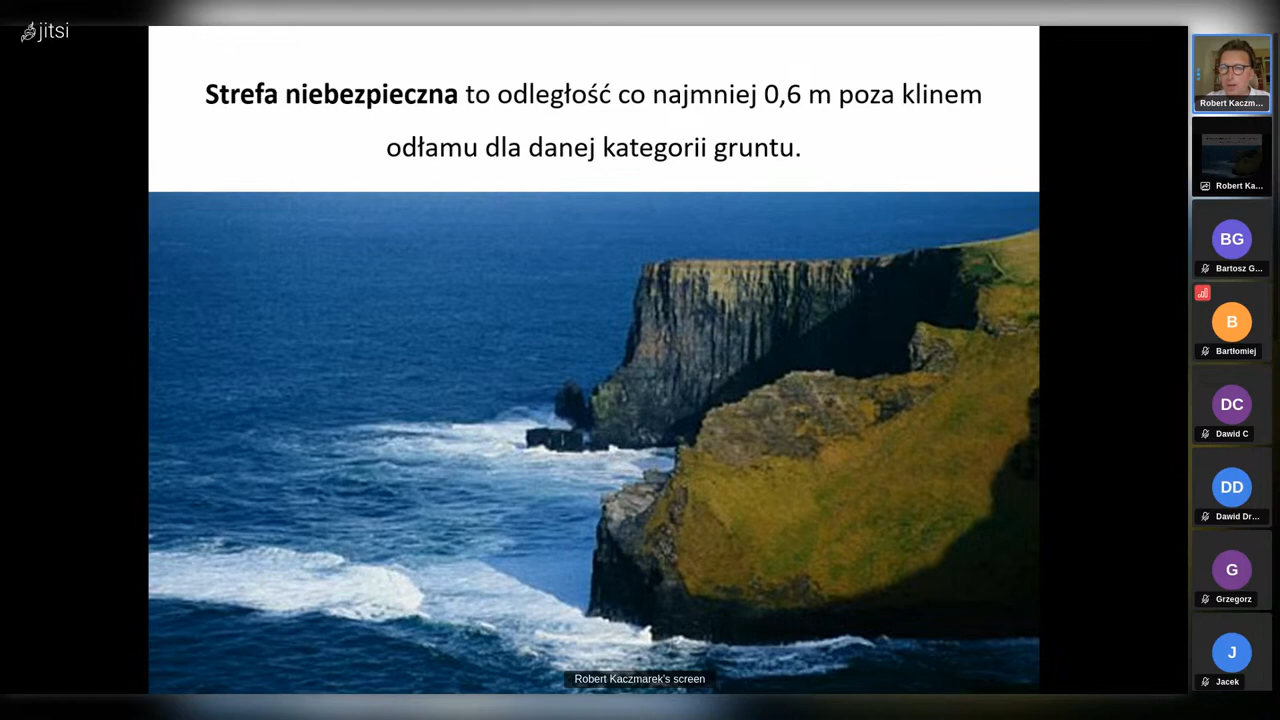 jitsi
Strefa niebezpieczna to odległość co najmniej 0,6 m poza klinem
odłamu dla danej kategorii gruntu.
Robert Kaczmarek's screen
Robert Kaczm...
Robert Ka...
BG
Bartosz G...
B
Bartłomiej
DC
Dawid C
DD
Dawid Dr...
G
Grzegorz
J
Jacek